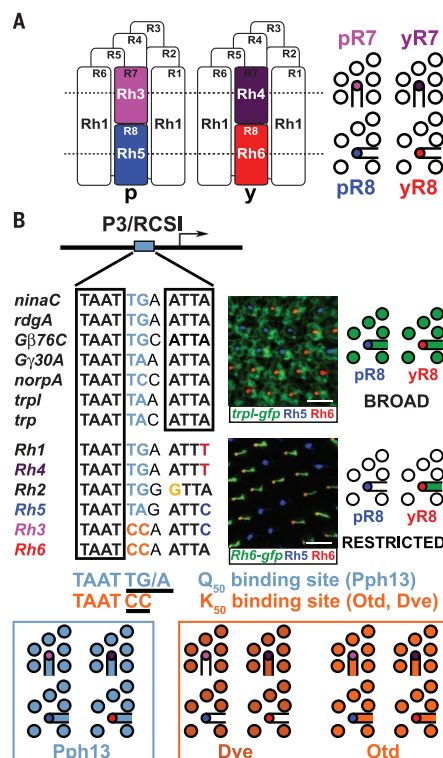 A
R3
R4
R5
R2
R6
R7
R1
Rh3
Rh1
R8
Rh1
Rh5
p
R3
R4
R5
R2
R6
R7
R1
Rh4
Rh1
R8
Rh1
Rh6
y
pR7 yR7
pR8 yR8
B
P3/RCSI
ninaC TAAT TGA ATTA
rdgA TAAT TGA ATTA
Gβ76C TAAT TGA ATTA
Gγ30A TAAT TAA ATTA
norpA TAAT TCC ATTA
trpl TAAT TAC ATTA
trp TAAT TAC ATTA
trpl-gfp Rh5 Rh6
pR8 yR8
BROAD
Rh1 TAAT TGA ATTT
Rh4 TAAT TGA ATTT
Rh2 TAAT TGG GTTA
Rh5 TAAT TAG ATTC
Rh3 TAAT CCA ATTC
Rh6 TAAT CCA ATTA
Rh6-gfp Rh5 Rh6
pR8 yR8
RESTRICTED
TAAT TG/A Q50 binding site (Pph13)
TAAT CC K50 binding site (Otd, Dve)
Pph13
Dve
Otd